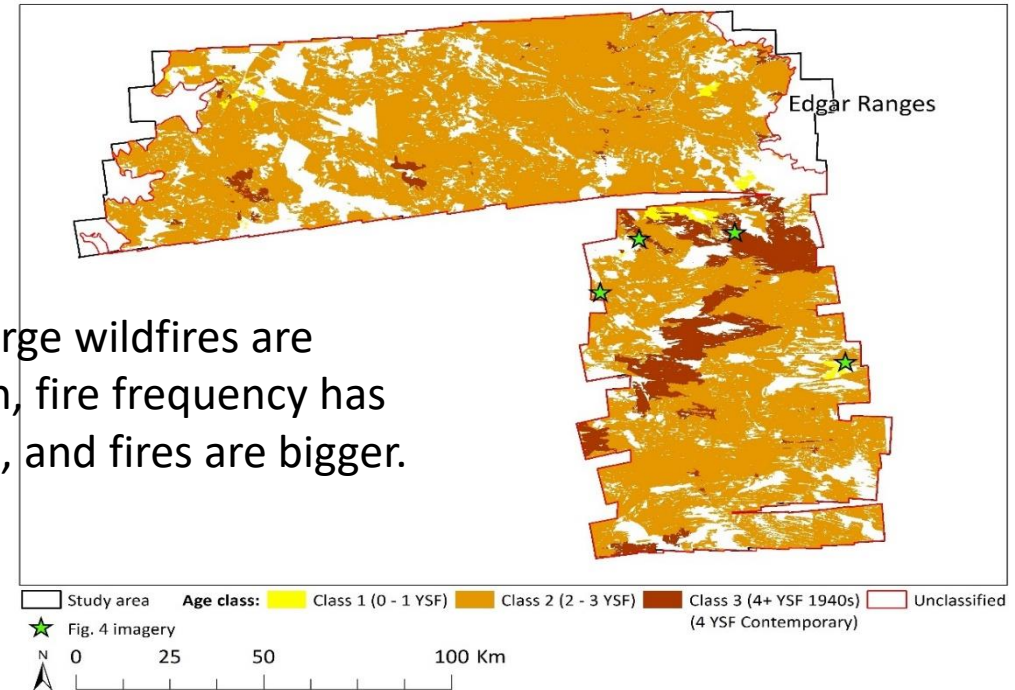 Edgar Ranges
rge wildfires are
, fire frequency has
, and fires are bigger.
Study area Age class: Class 1 (0 - 1 YSF) Class 2 (2 - 3 YSF) Class 3 (4+ YSF 1940s) Unclassified
(4 YSF Contemporary)
Fig. 4 imagery
N 0 25 50 100 Km